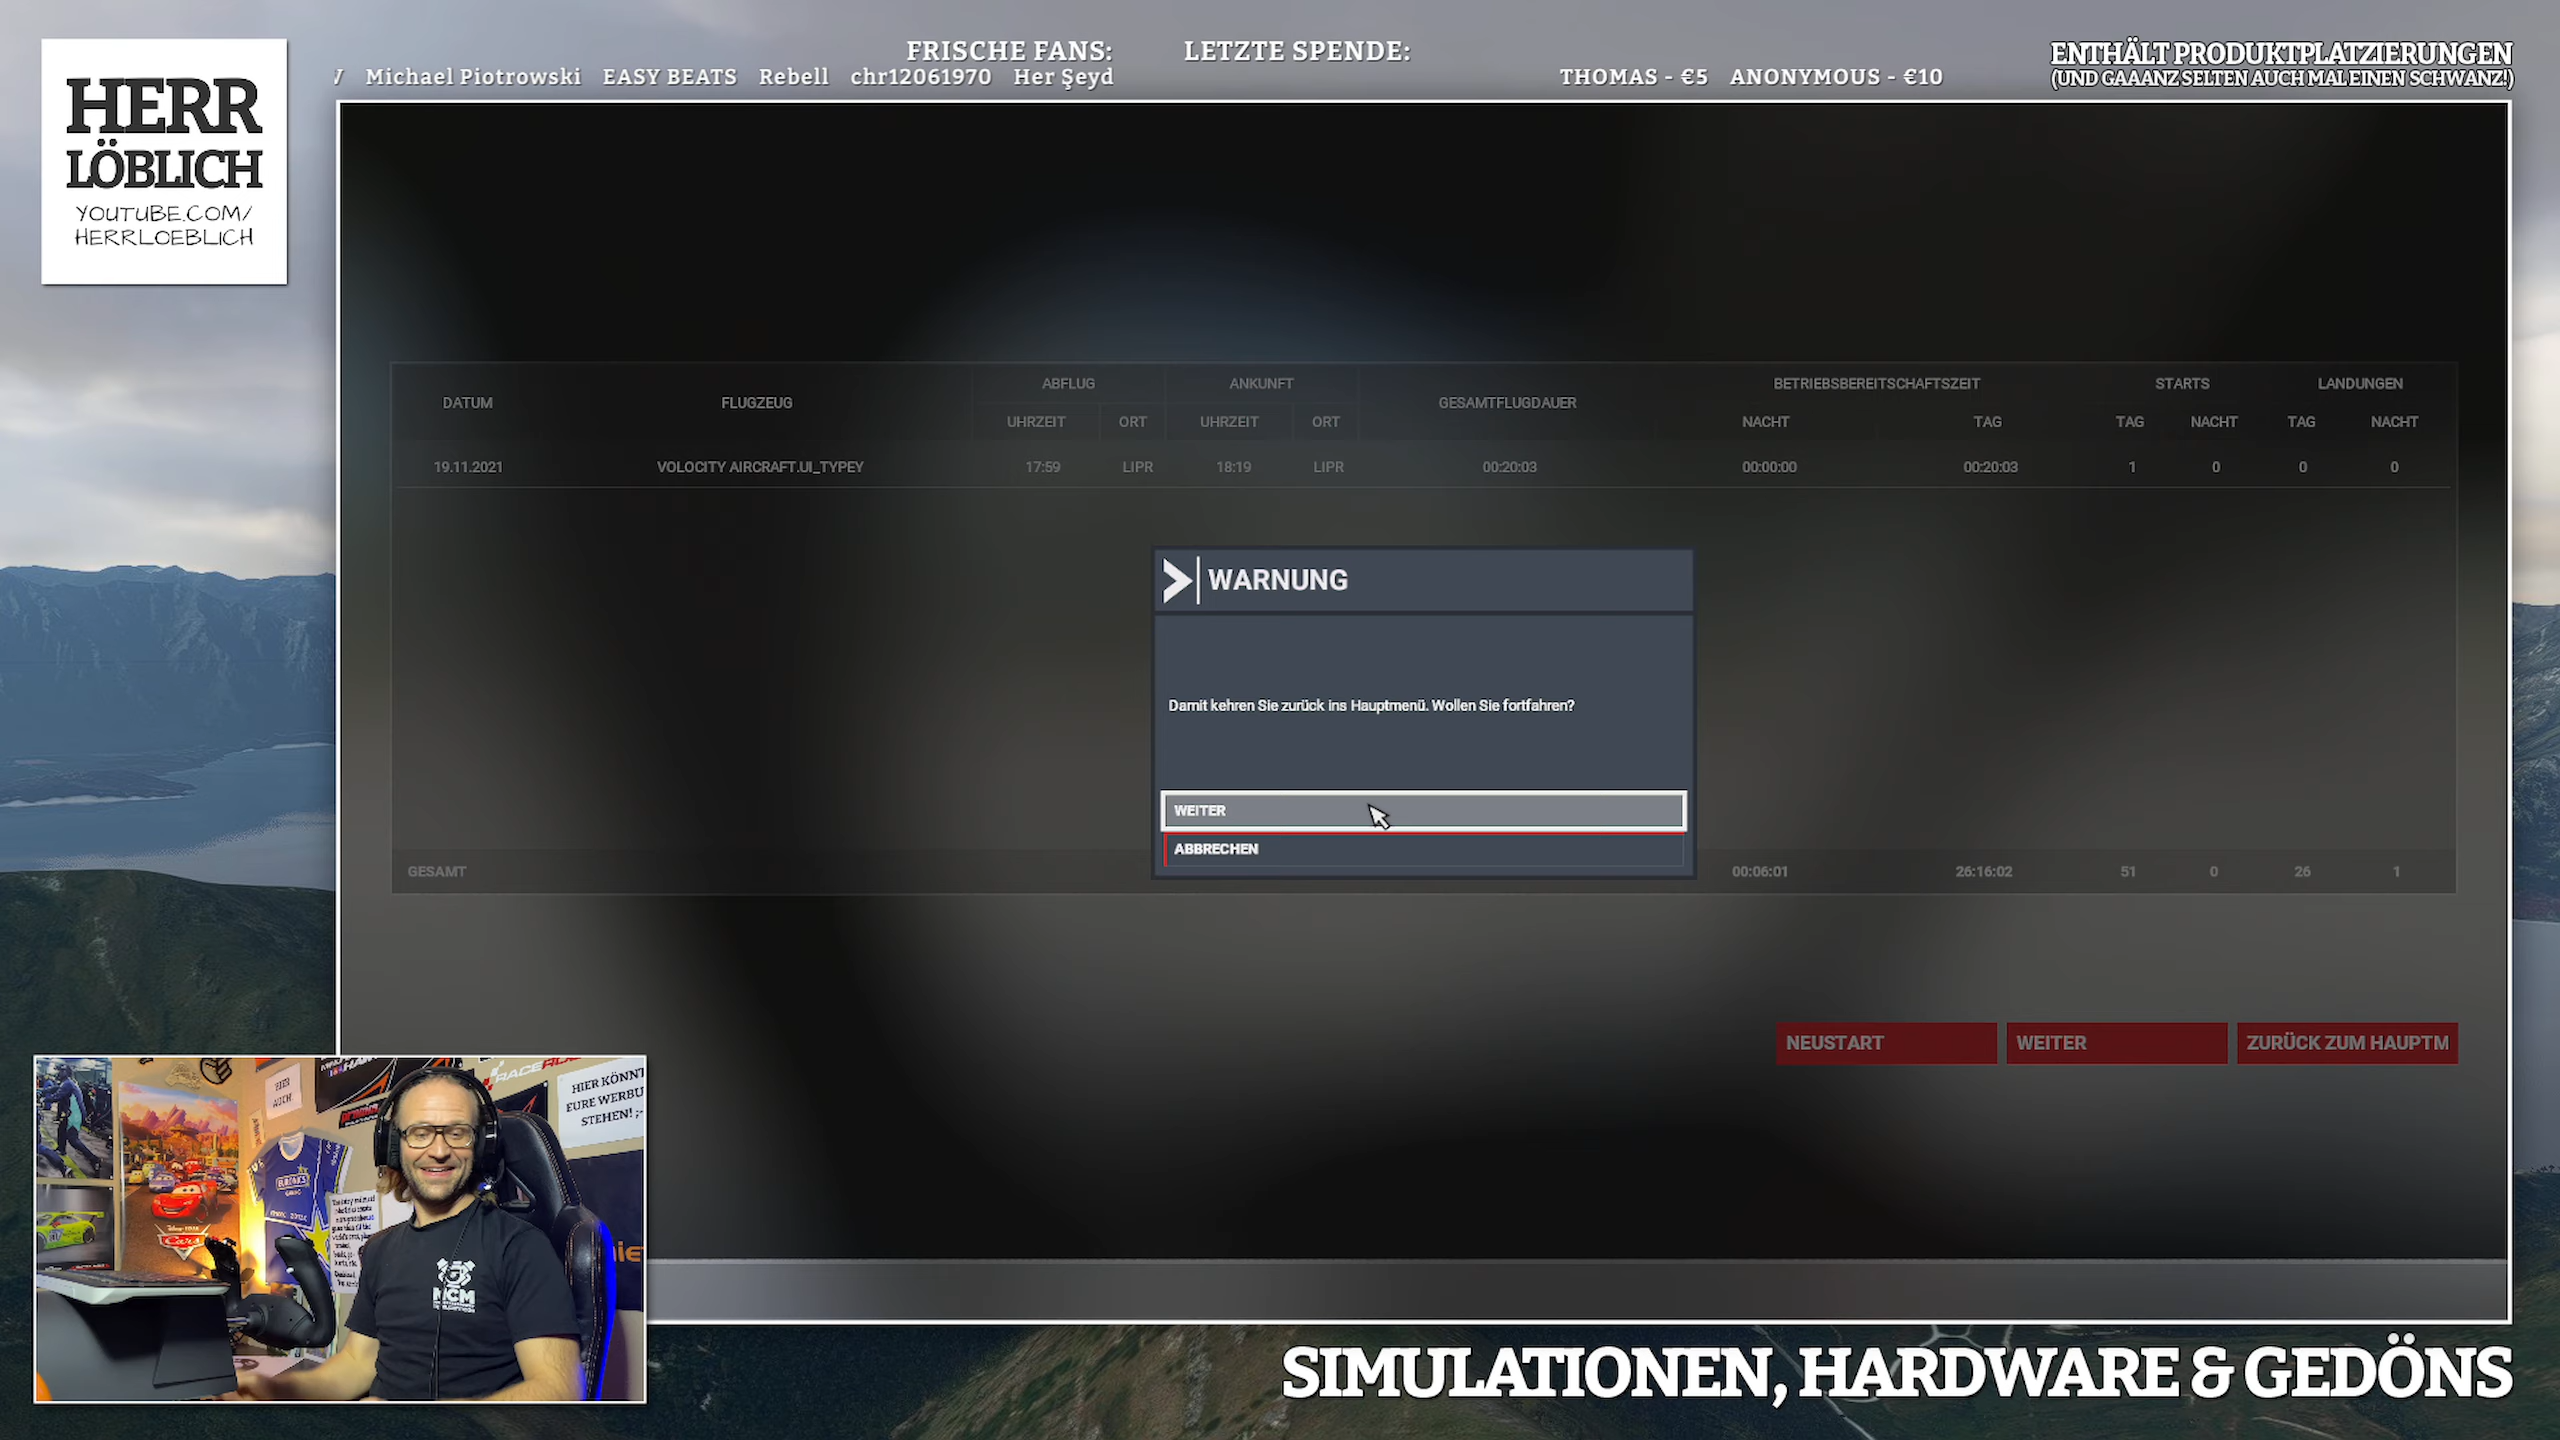 HERR
LÖBLICH
YOUTUBE.COM/
HERRLOEBLICH
FRISCHE FANS:
Michael Piotrowski EASY BEATS Rebell chr12061970 Her Şeyd
LETZTE SPENDE:
THOMAS - €5 ANONYMOUS - €10
ENTHÄLT PRODUKTPLATZIERUNGEN
(UND GAAANZ SELTEN AUCH MAL EINEN SCHWANZ!)
DATUM FLUGZEUG ABFLUG ANKUNFT GESAMTFLUGDAUER BETRIEBSBEREITSCHAFTSZEIT STARTS LANDUNGEN
UHRZEIT ORT UHRZEIT ORT NACHT TAG TAG NACHT TAG NACHT
19.11.2021 VOLOCITY AIRCRAFT.UI_TYPEY 17:59 LIPR 18:19 LIPR 00:20:03 00:00:00 00:20:03 1 0 0 0
WARNUNG
Damit kehren Sie zurück ins Hauptmenü. Wollen Sie fortfahren?
WEITER
ABBRECHEN
GESAMT 00:06:01 26:16:02 51 0 26 1
NEUSTART WEITER ZURÜCK ZUM HAUPTM
HIER
AUCH.
HIER KÖNNT
EURE WERBU
STEHEN! ;-
EURONICS
Cars
MCM
SIMULATIONEN, HARDWARE & GEDÖNS